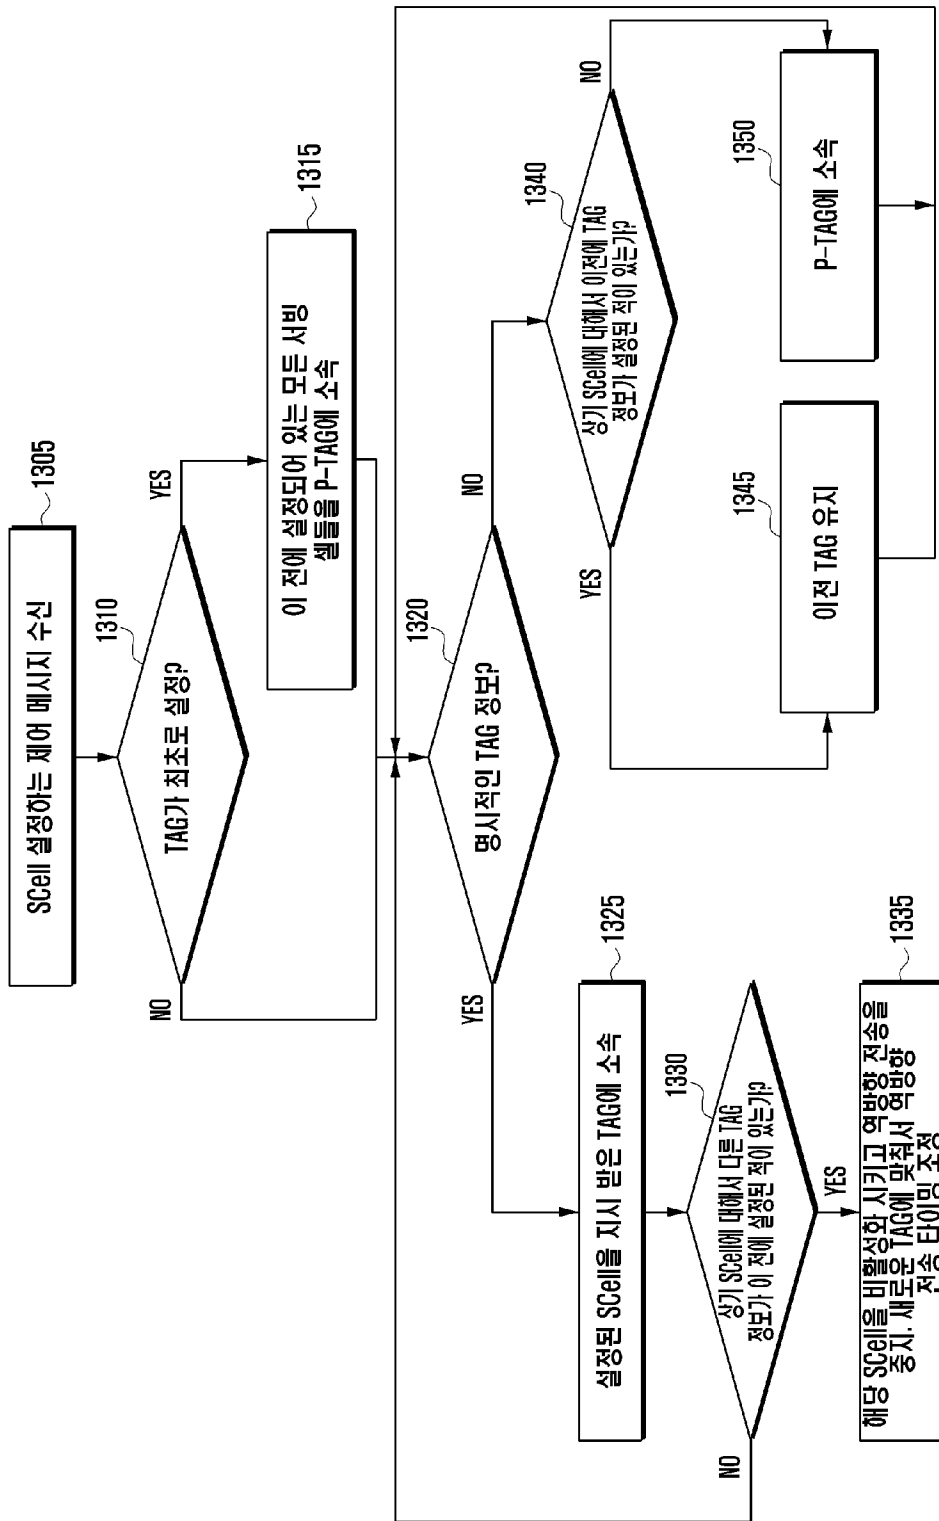 SCell 설정하는 제어 메시지 수신
1305
TAG가 최초로 설정?
1310
YES
NO
이 전에 설정되어 있는 모든 서빙
셀들을 P-TAG에 소속
1315
명시적인 TAG 정보?
1320
YES
NO
설정된 SCell을 지시 받은 TAG에 소속
1325
상기 SCell에 대해서 다른 TAG
정보가 이 전에 설정된 적이 있는가?
1330
YES
NO
해당 SCell을 비활성화 시키고 역방향 전송을
중지. 새로운 TAG에 맞춰서 역방향
전송 타이밍 조정
1335
상기 SCell에 대해서 이전에 TAG
정보가 설정된 적이 있는가?
1340
YES
NO
이전 TAG 유지
1345
P-TAG에 소속
1350